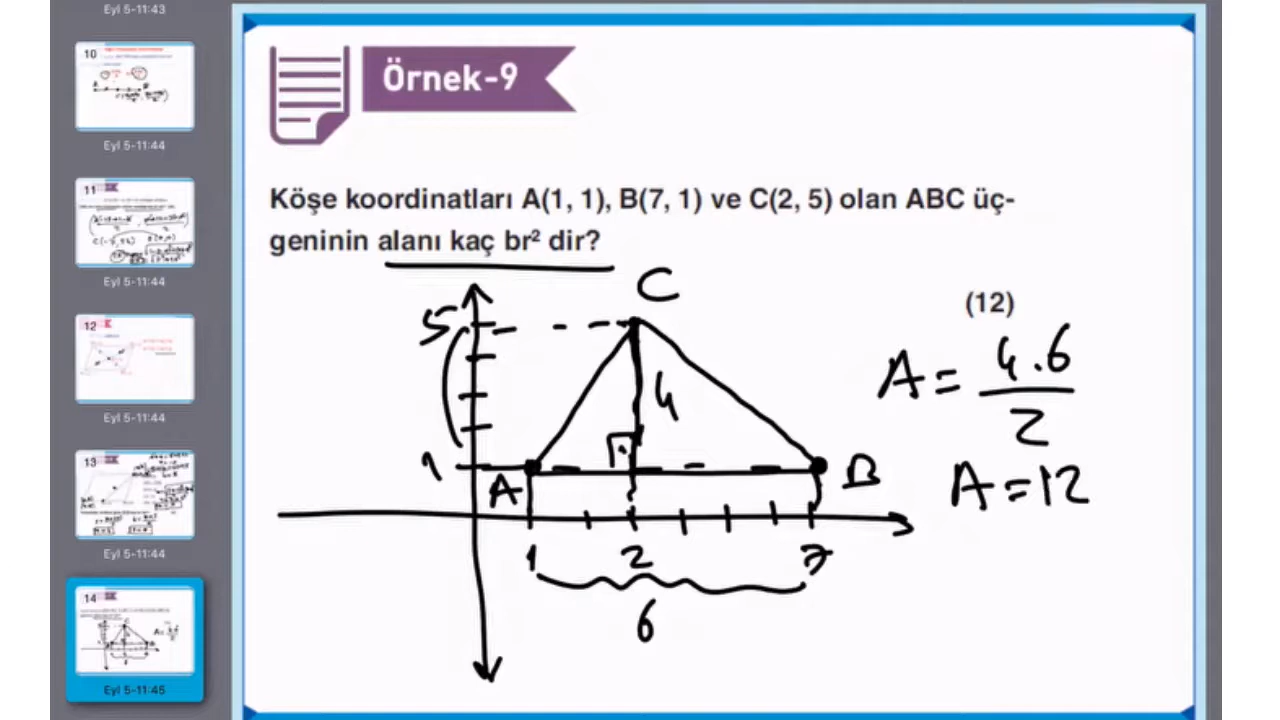 Eyl 5-11:43
10
Eyl 5-11:44
11
Eyl 5-11:44
12
Eyl 5-11:44
13
Eyl 5-11:44
14
Eyl 5-11:45
Örnek-9
Köşe koordinatları A(1, 1), B(7, 1) ve C(2, 5) olan ABC üç-
geninin alanı kaç br² dir?
(12)
C
5
4
1
A
B
1 2 7
6
A = 4.6 / 2
A = 12